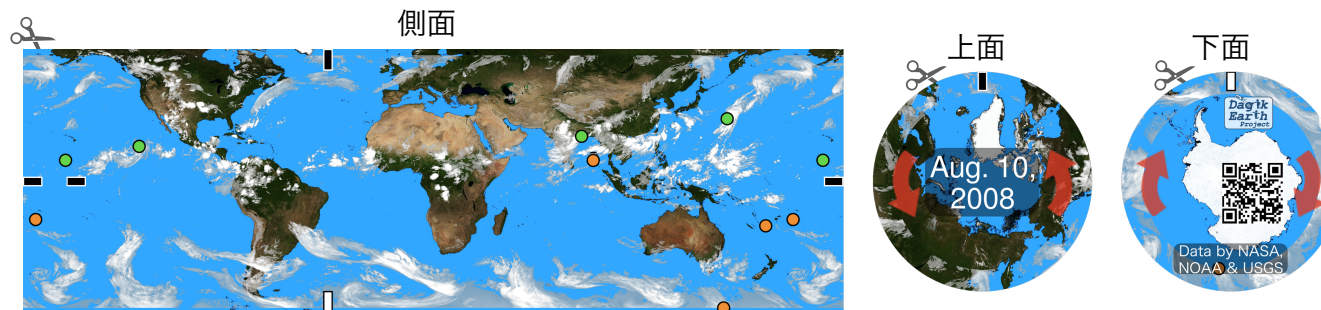 側面
上面
下面
Aug. 10,
2008
Dagik
Earth
Project
Data by NASA,
NOAA & USGS